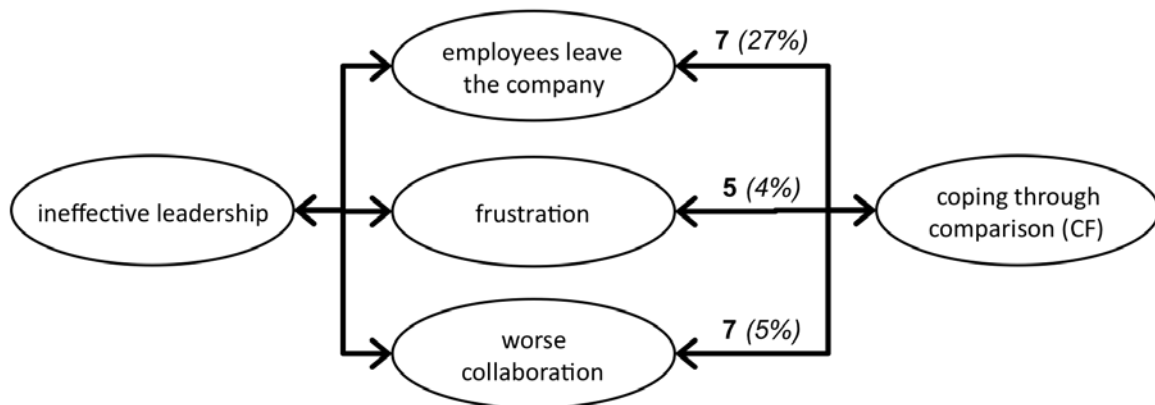 7 (27%)
employees leave
the company
ineffective leadership
5 (4%)
frustration
coping through
comparison (CF)
7 (5%)
worse
collaboration